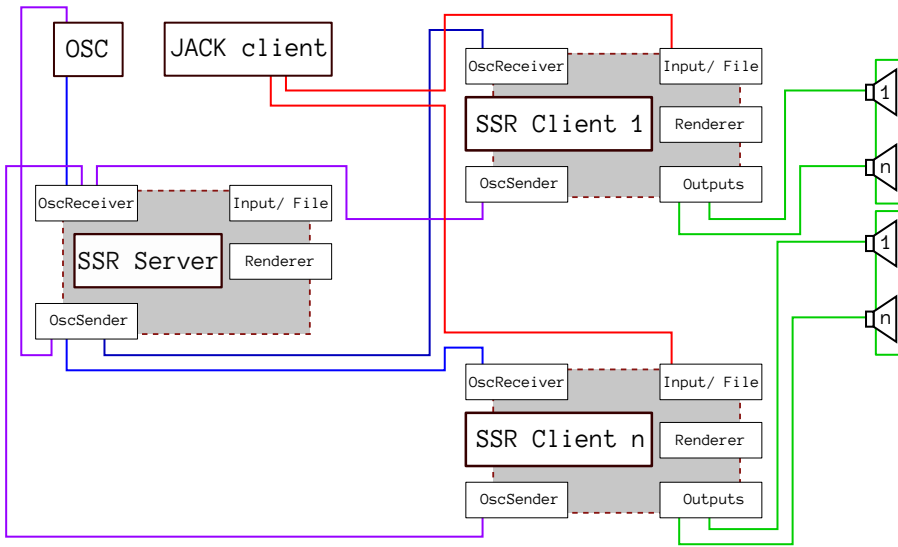 OSC
JACK client
OscReceiver
Input/ File
SSR Client 1
Renderer
OscSender
Outputs
1
n
OscReceiver
Input/ File
SSR Server
Renderer
OscSender
1
n
OscReceiver
Input/ File
SSR Client n
Renderer
OscSender
Outputs